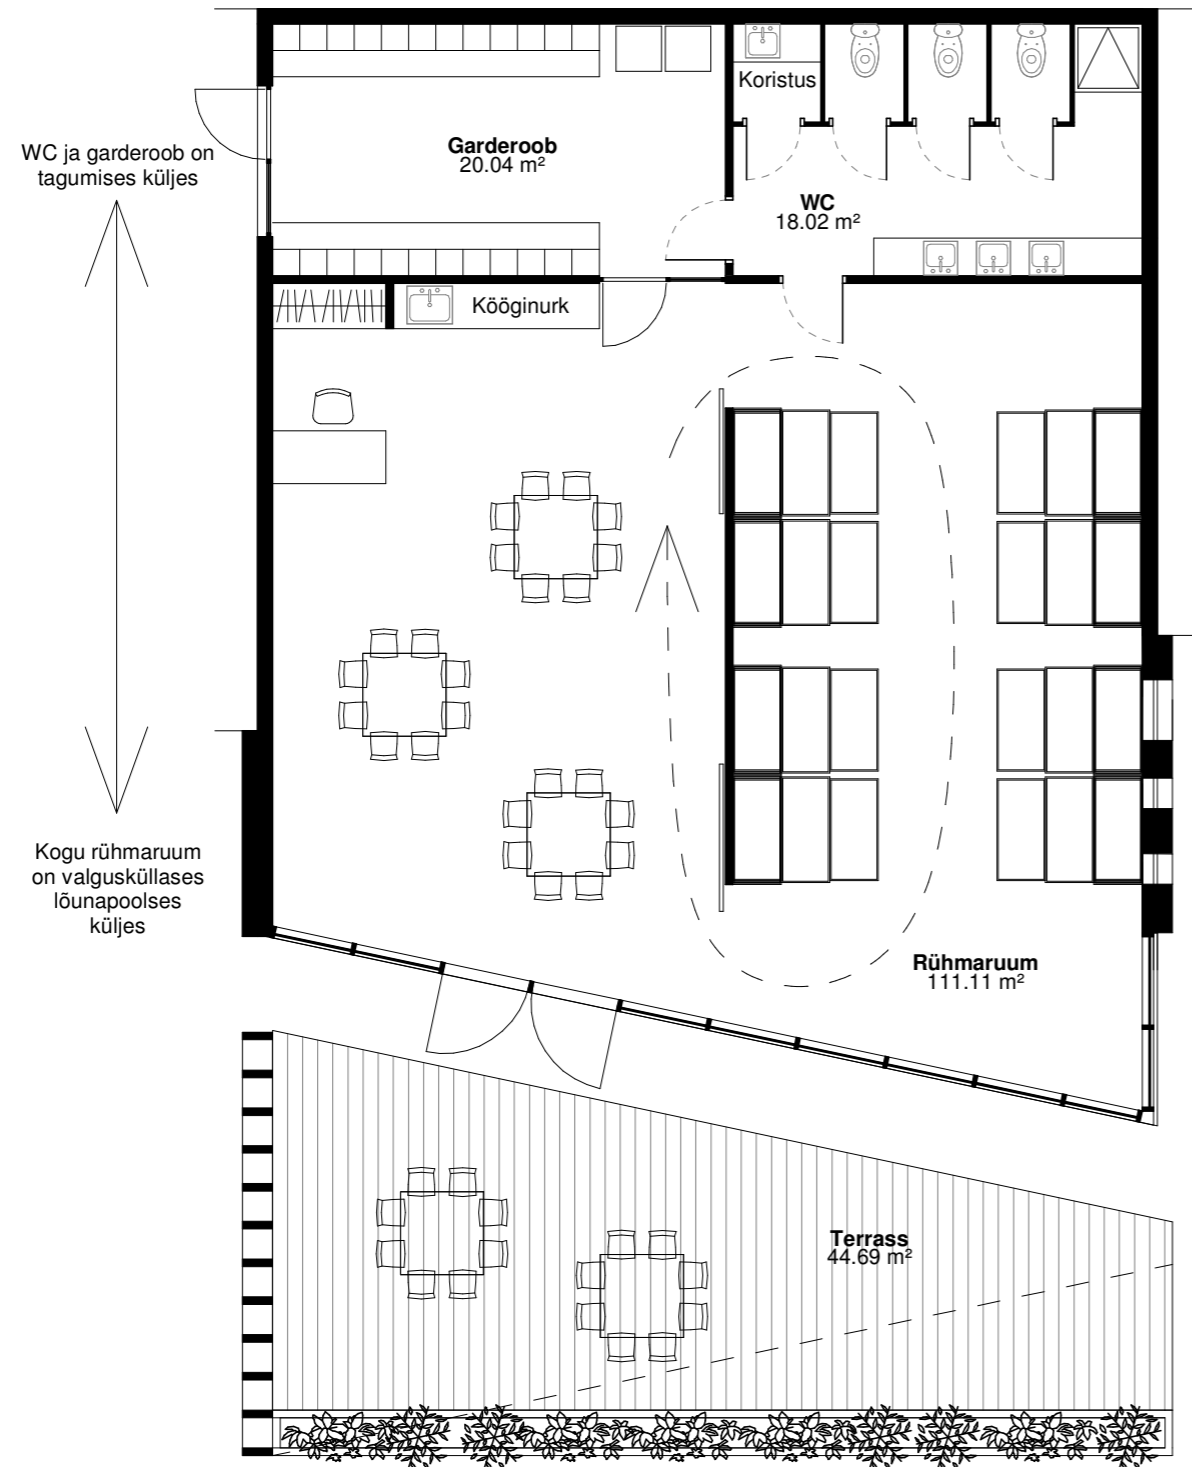 Koristus
Garderoob
20.04 m²
WC ja garderoob on
tagumises küljes
WC
18.02 m²
Kööginurk
Kogu rühmaruum
on valgusküllases
lõunapoolses
küljes
Rühmaruum
111.11 m²
Terrass
44.69 m²